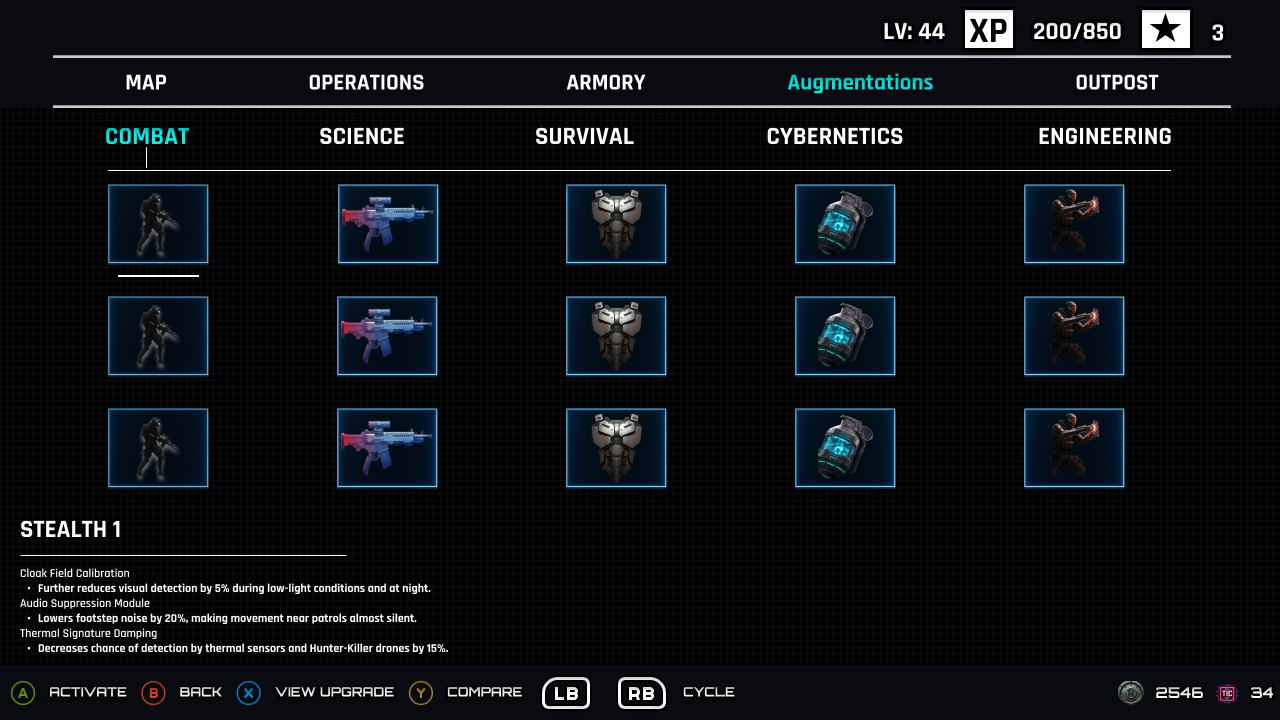 LV: 44 XP 200/850 3
MAP OPERATIONS ARMORY Augmentations OUTPOST
COMBAT SCIENCE SURVIVAL CYBERNETICS ENGINEERING
STEALTH 1
Cloak Field Calibration
• Further reduces visual detection by 5% during low-light conditions and at night.
Audio Suppression Module
• Lowers footstep noise by 20%, making movement near patrols almost silent.
Thermal Signature Damping
• Decreases chance of detection by thermal sensors and Hunter-Killer drones by 15%.
A ACTIVATE B BACK X VIEW UPGRADE Y COMPARE LB RB CYCLE 2546 TIC 34